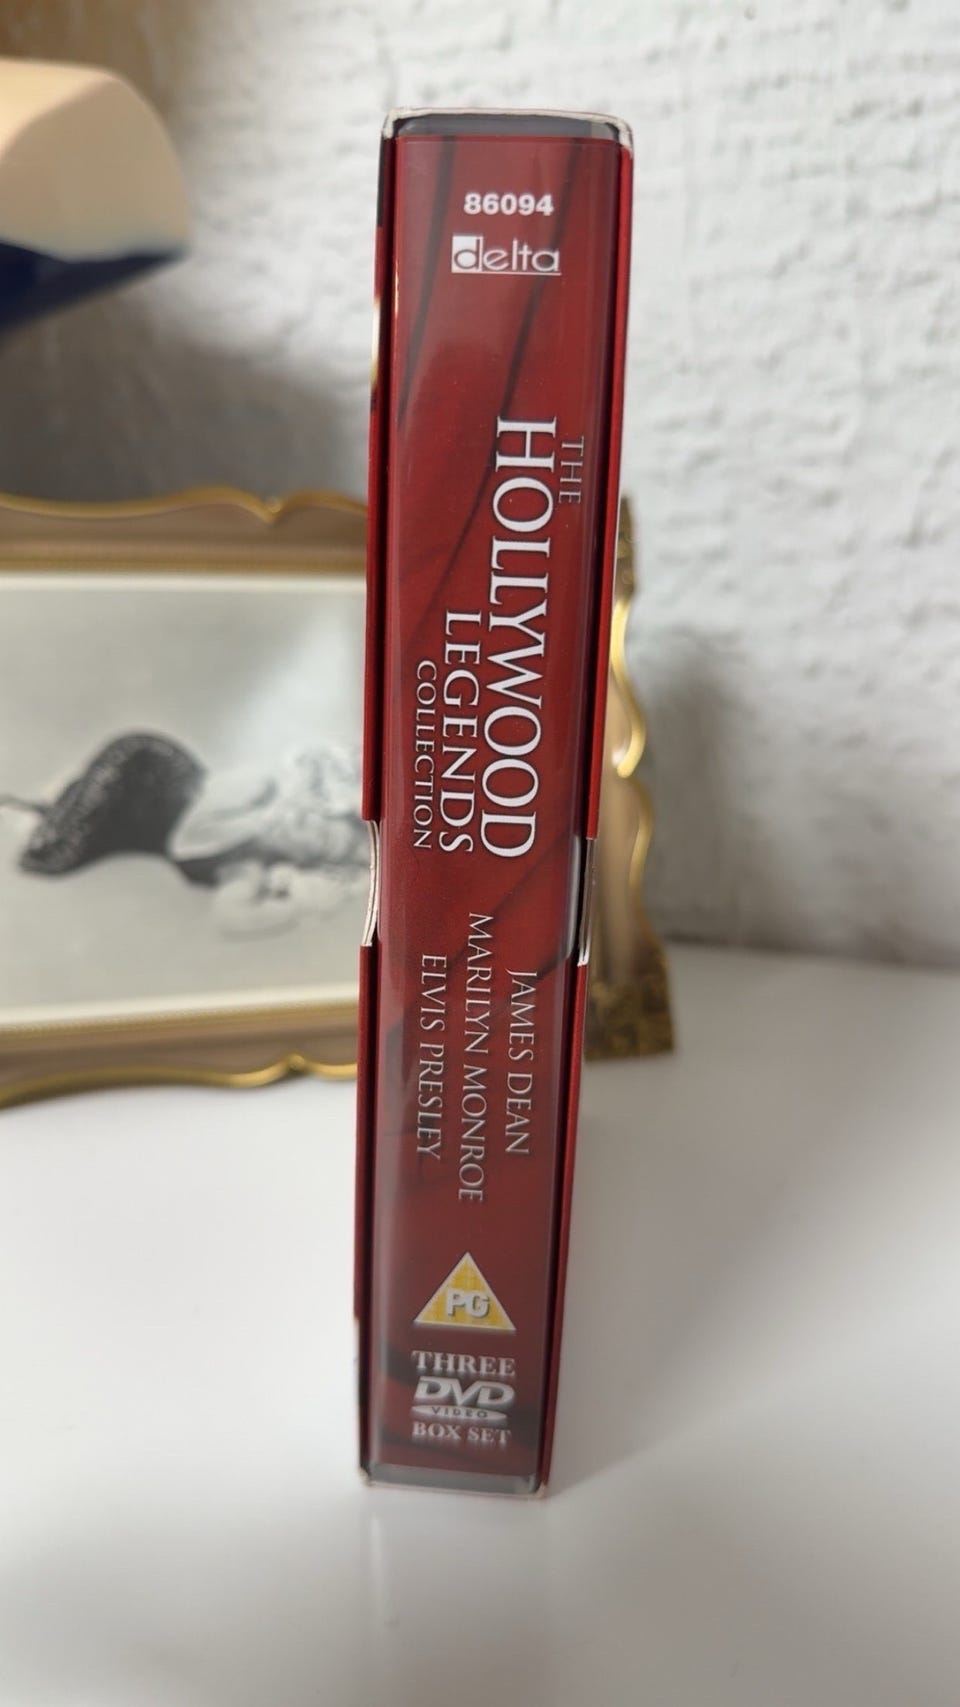 86094
delta
THE
HOLLYWOOD
LEGENDS
COLLECTION
JAMES DEAN
MARILYN MONROE
ELVIS PRESLEY
PG
THREE
DVD
VIDEO
BOX SET